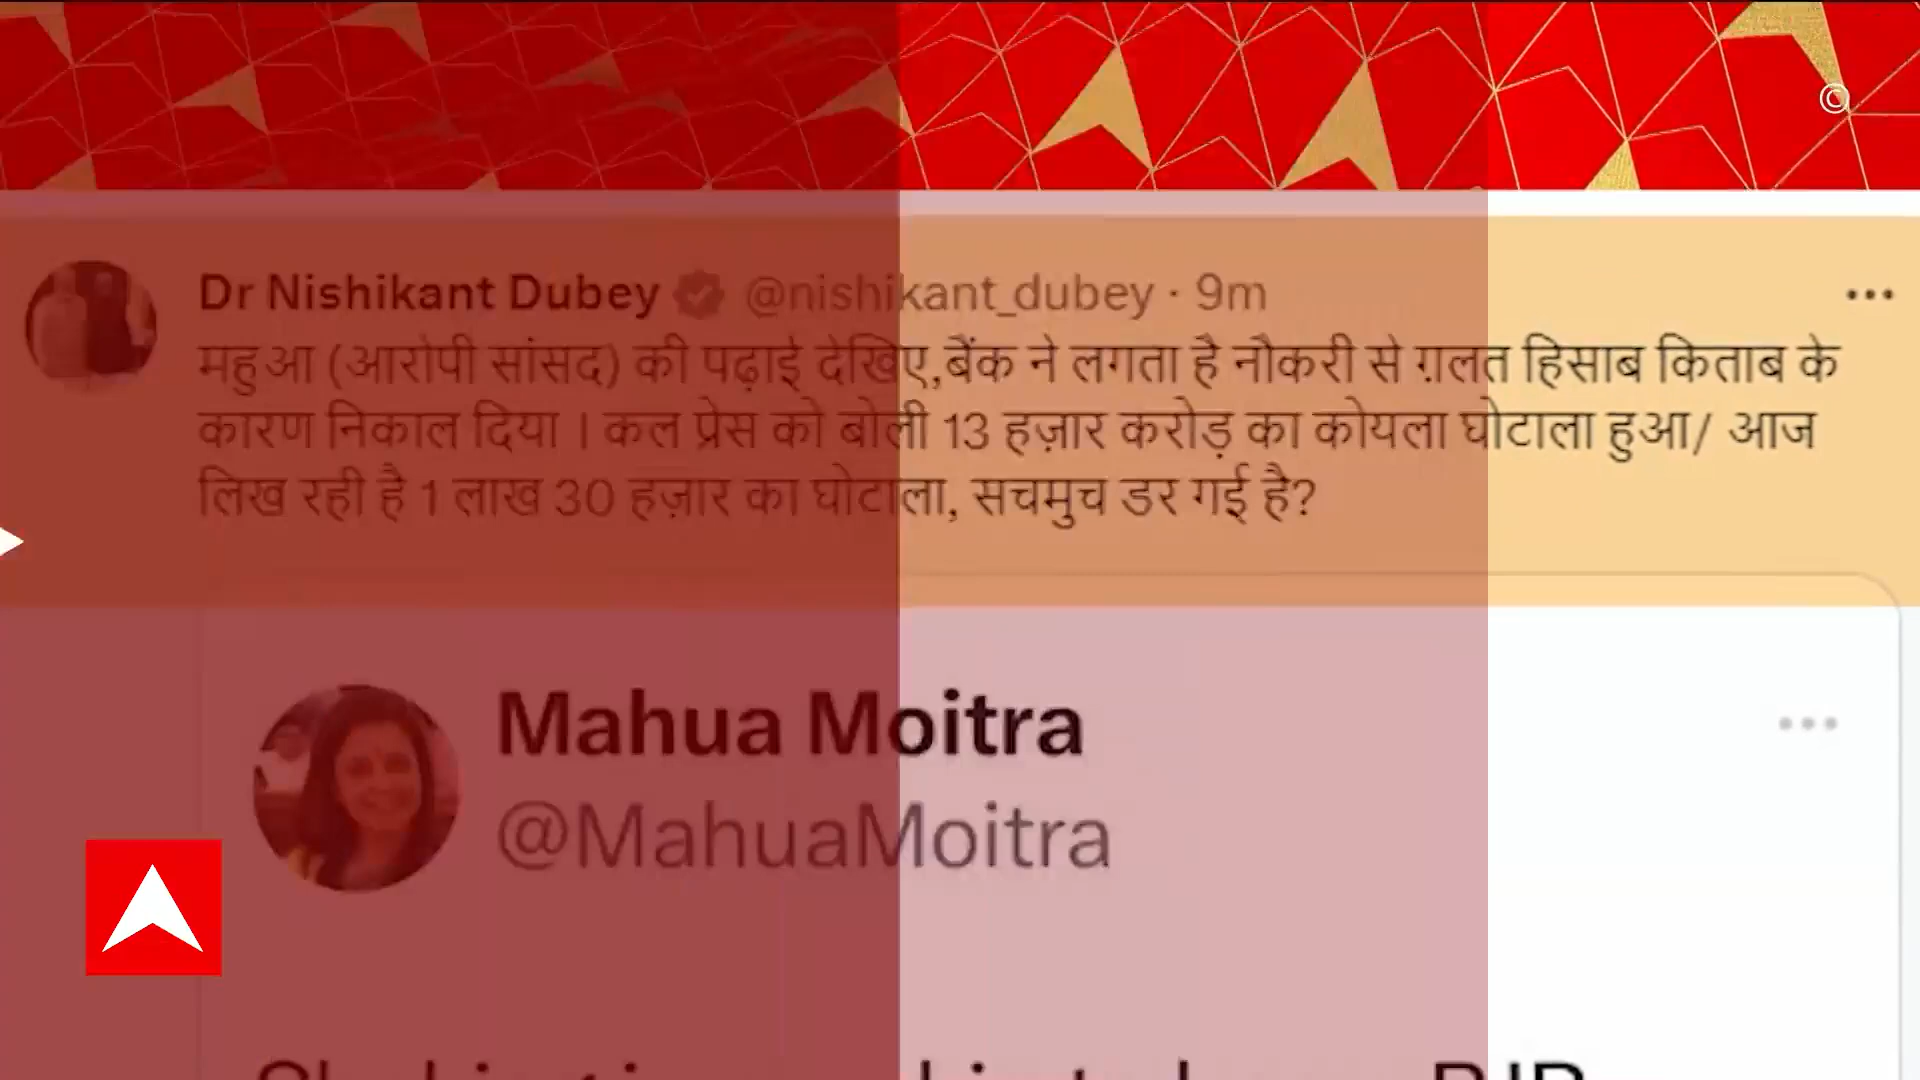 ©
Dr Nishikant Dubey @nishikant_dubey · 9m
महुआ (आरोपी सांसद) की पढ़ाई देखिए,बैंक ने लगता है नौकरी से ग़लत हिसाब किताब के
कारण निकाल दिया । कल प्रेस को बोली 13 हज़ार करोड़ का कोयला घोटाला हुआ/ आज
लिख रही है 1 लाख 30 हज़ार का घोटाला, सचमुच डर गई है?
Mahua Moitra
@MahuaMoitra